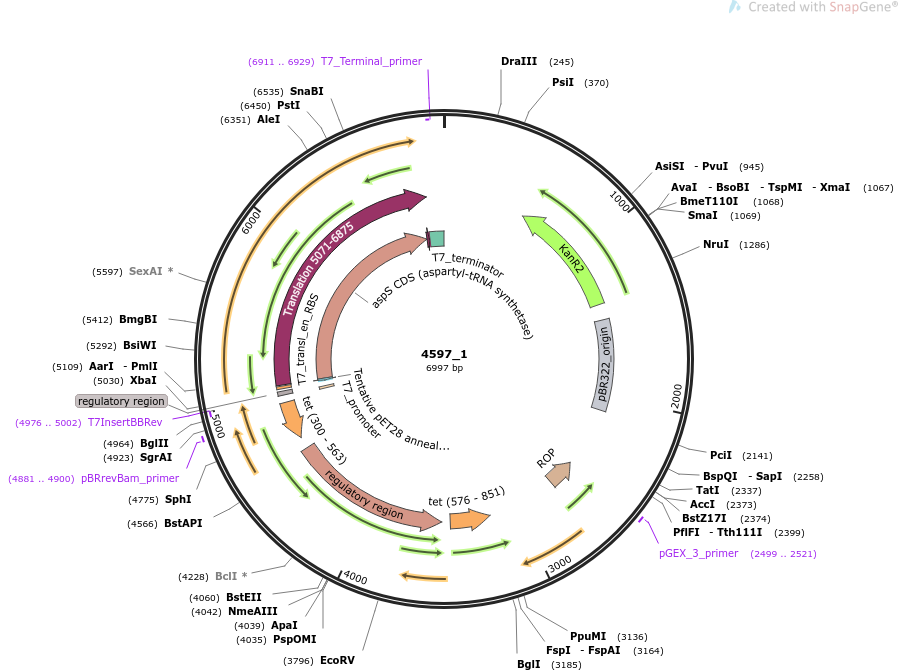 Created with SnapGene®
(6911 .. 6929) T7_Terminal_primer
DraIII (245)
PsiI (370)
(6535) SnaBI
(6450) PstI
(6351) AleI
AsiSI - PvuI (945)
AvaI - BsoBI - TspMI - XmaI (1067)
BmeT110I (1068)
SmaI (1069)
NruI (1286)
1000
6000
KanR2
Translation 5071-6875
T7_terminator
aspS CDS (aspartyl-tRNA synthetase)
(5597) SexAI *
(5412) BmgBI
(5292) BsiWI
(5109) AarI - PmlI
(5030) XbaI
regulatory region
(4976 .. 5002) T7InsertBBRev
(4964) BglII
(4923) SgrAI
(4881 .. 4900) pBRrevBam_primer
(4775) SphI
(4566) BstAPI
5000
T7_transl_en_RBS
4597_1
6997 bp
pBR322_origin
2000
Tentative pET28 anneal...
T7_promoter
tet (300 - 563)
regulatory region
tet (576 - 851)
ROP
PciI (2141)
BspQI - SapI (2258)
TatI (2337)
AccI (2373)
BstZ17I (2374)
PflFI - Tth111I (2399)
pGEX_3_primer (2499 .. 2521)
3000
4000
(4228) BclI *
(4060) BstEII
(4042) NmeAIII
(4039) ApaI
(4035) PspOMI
(3796) EcoRV
PpuMI (3136)
FspI - FspAI (3164)
BglI (3185)